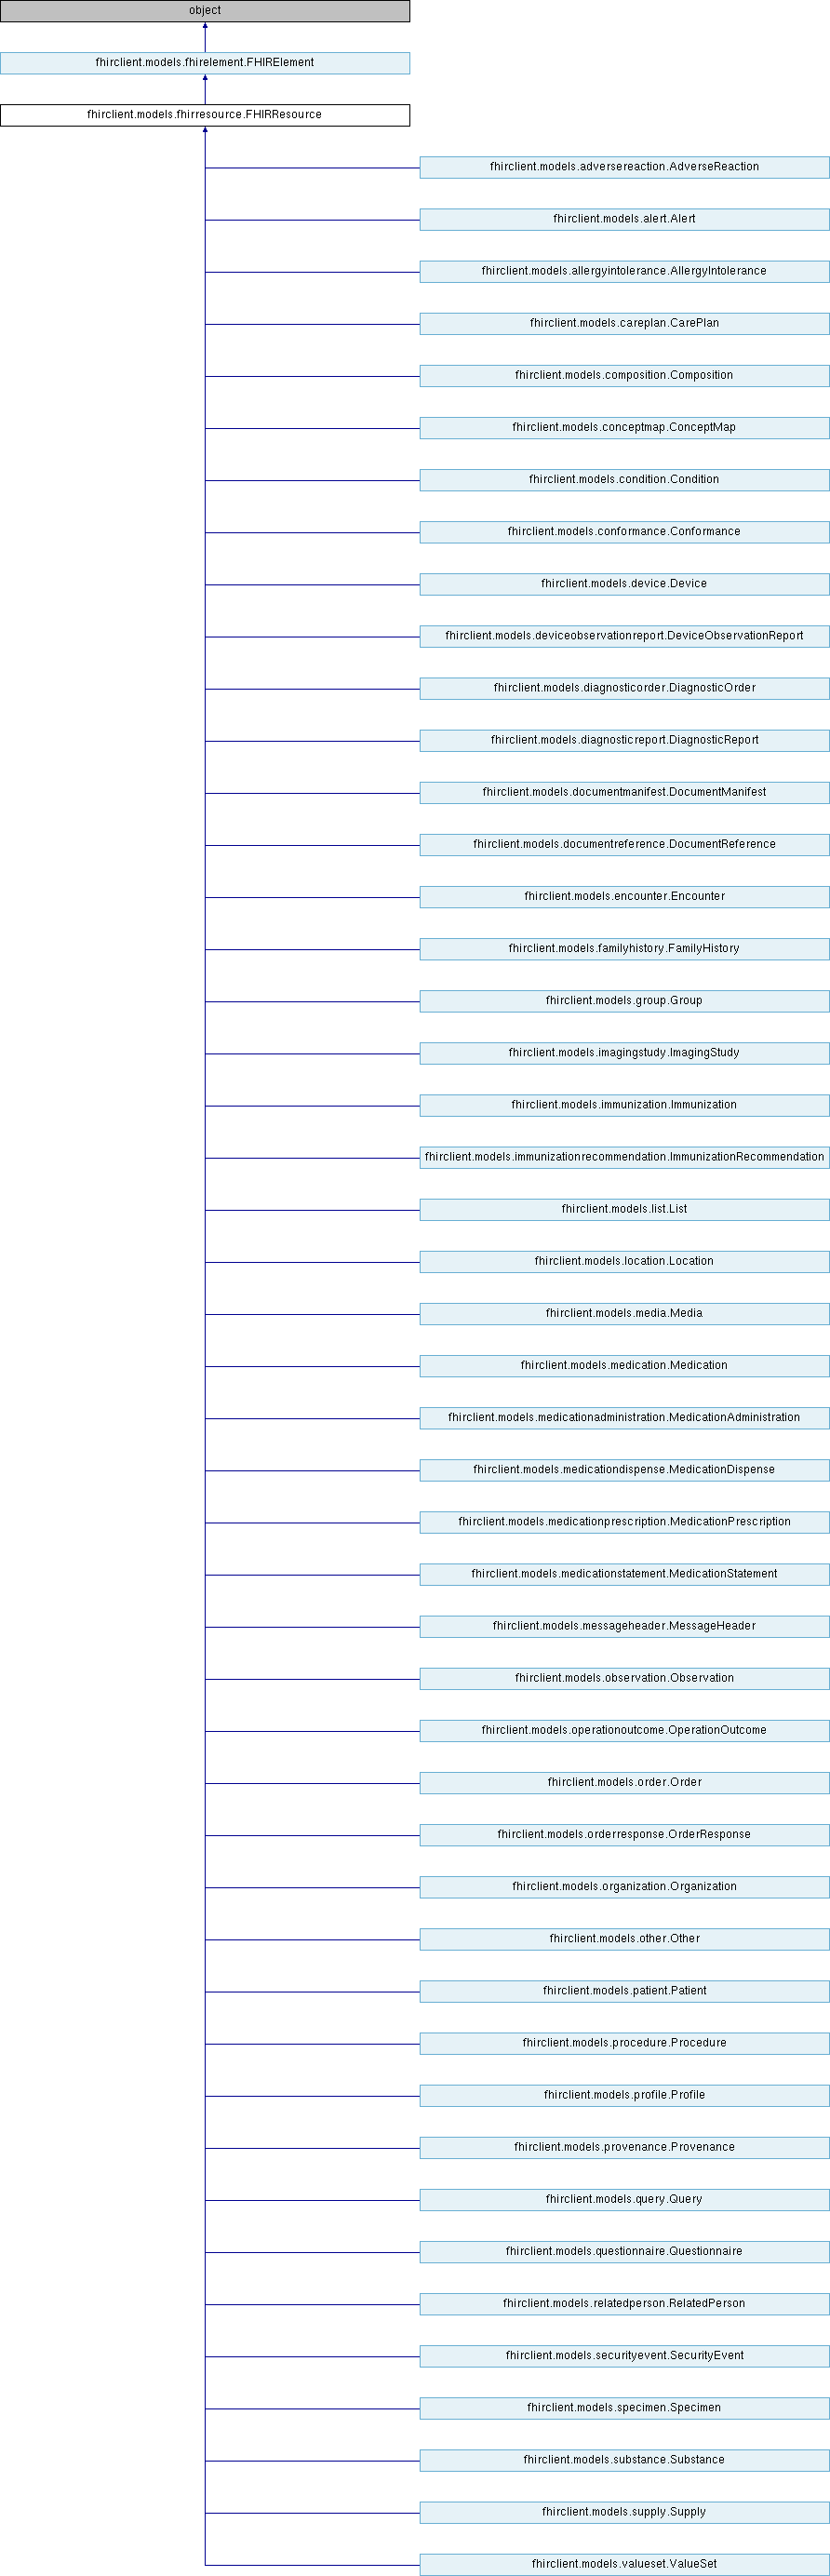 object
fhirclient.models.fhirelement.FHIRElement
fhirclient.models.fhirresource.FHIRResource
fhirclient.models.adversereaction.AdverseReaction
fhirclient.models.alert.Alert
fhirclient.models.allergyintolerance.AllergyIntolerance
fhirclient.models.careplan.CarePlan
fhirclient.models.composition.Composition
fhirclient.models.conceptmap.ConceptMap
fhirclient.models.condition.Condition
fhirclient.models.conformance.Conformance
fhirclient.models.device.Device
fhirclient.models.deviceobservationreport.DeviceObservationReport
fhirclient.models.diagnosticorder.DiagnosticOrder
fhirclient.models.diagnosticreport.DiagnosticReport
fhirclient.models.documentmanifest.DocumentManifest
fhirclient.models.documentreference.DocumentReference
fhirclient.models.encounter.Encounter
fhirclient.models.familyhistory.FamilyHistory
fhirclient.models.group.Group
fhirclient.models.imagingstudy.ImagingStudy
fhirclient.models.immunization.Immunization
fhirclient.models.immunizationrecommendation.ImmunizationRecommendation
fhirclient.models.list.List
fhirclient.models.location.Location
fhirclient.models.media.Media
fhirclient.models.medication.Medication
fhirclient.models.medicationadministration.MedicationAdministration
fhirclient.models.medicationdispense.MedicationDispense
fhirclient.models.medicationprescription.MedicationPrescription
fhirclient.models.medicationstatement.MedicationStatement
fhirclient.models.messageheader.MessageHeader
fhirclient.models.observation.Observation
fhirclient.models.operationoutcome.OperationOutcome
fhirclient.models.order.Order
fhirclient.models.orderresponse.OrderResponse
fhirclient.models.organization.Organization
fhirclient.models.other.Other
fhirclient.models.patient.Patient
fhirclient.models.procedure.Procedure
fhirclient.models.profile.Profile
fhirclient.models.provenance.Provenance
fhirclient.models.query.Query
fhirclient.models.questionnaire.Questionnaire
fhirclient.models.relatedperson.RelatedPerson
fhirclient.models.securityevent.SecurityEvent
fhirclient.models.specimen.Specimen
fhirclient.models.substance.Substance
fhirclient.models.supply.Supply
fhirclient.models.valueset.ValueSet